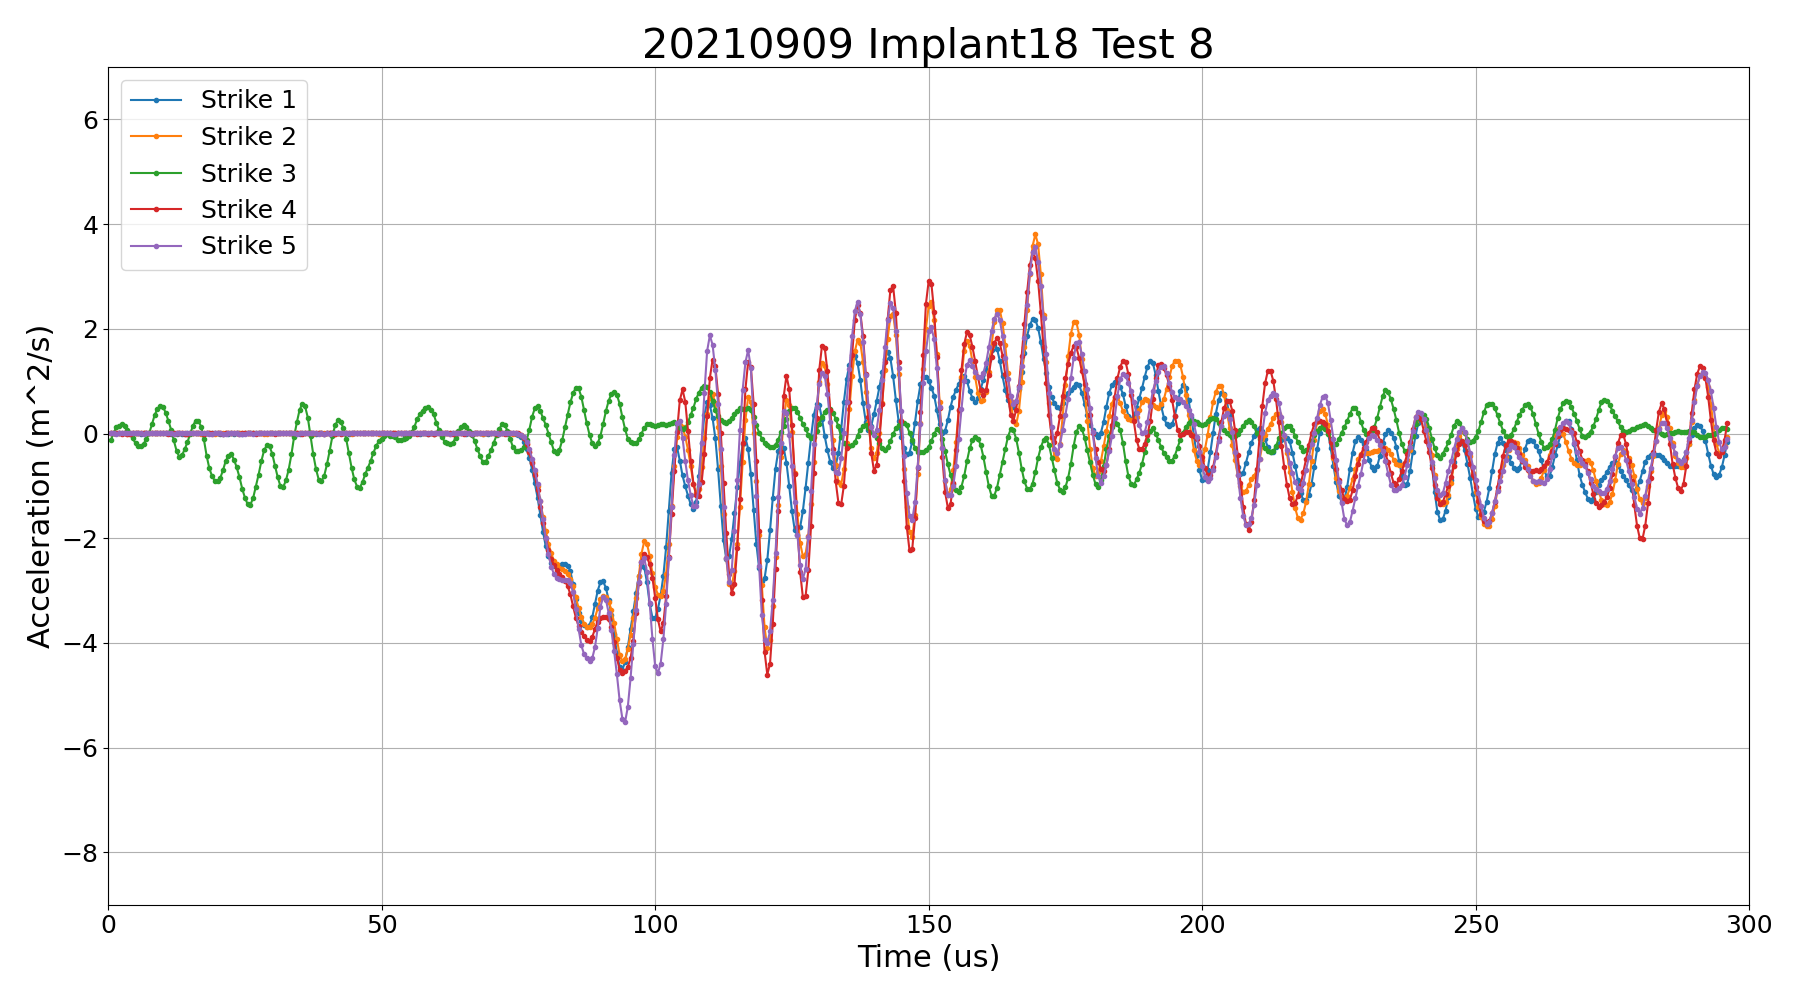 20210909 Implant18 Test 8
Strike 1
Strike 2
Strike 3
Strike 4
Strike 5
Acceleration (m^2/s)
6
4
2
0
−2
−4
−6
−8
0 50 100 150 200 250 300
Time (us)